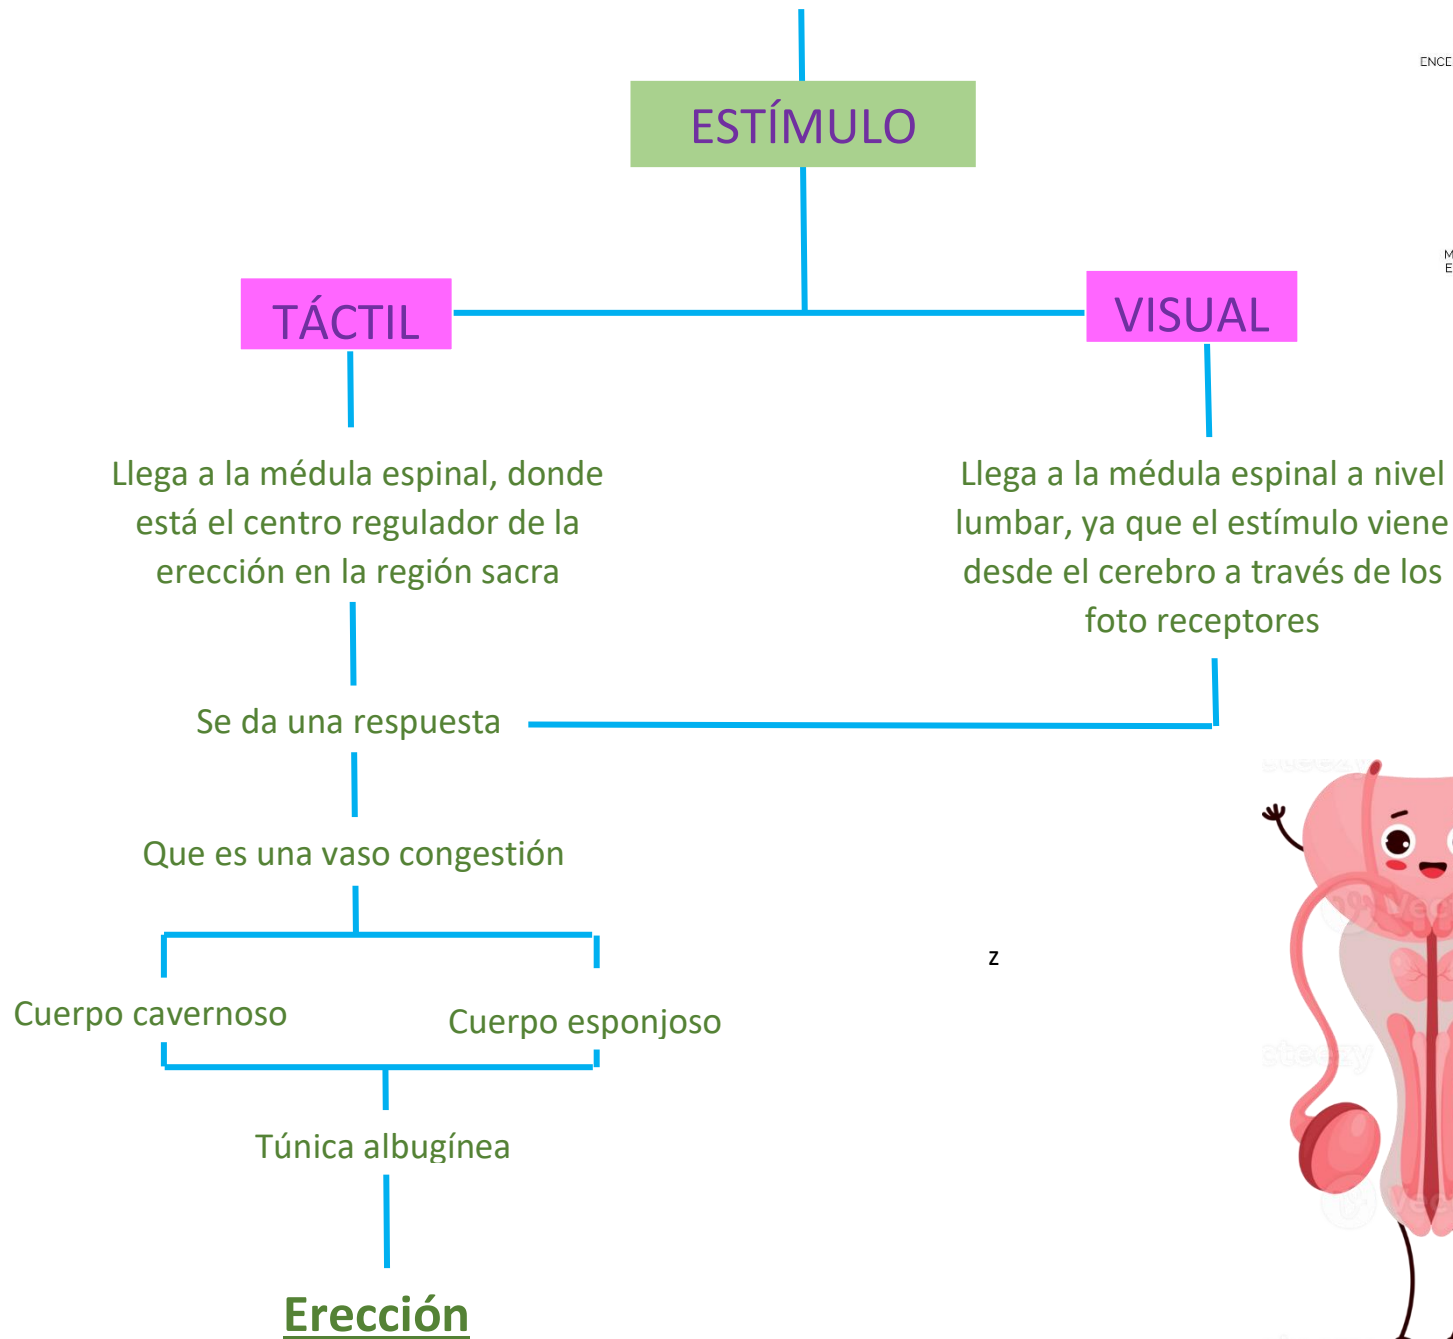 ESTÍMULO
TÁCTIL
VISUAL
Llega a la médula espinal, donde
está el centro regulador de la
erección en la región sacra
Llega a la médula espinal a nivel
lumbar, ya que el estímulo viene
desde el cerebro a través de los
foto receptores
Se da una respuesta
Que es una vaso congestión
z
Cuerpo cavernoso
Cuerpo esponjoso
Túnica albugínea
Erección